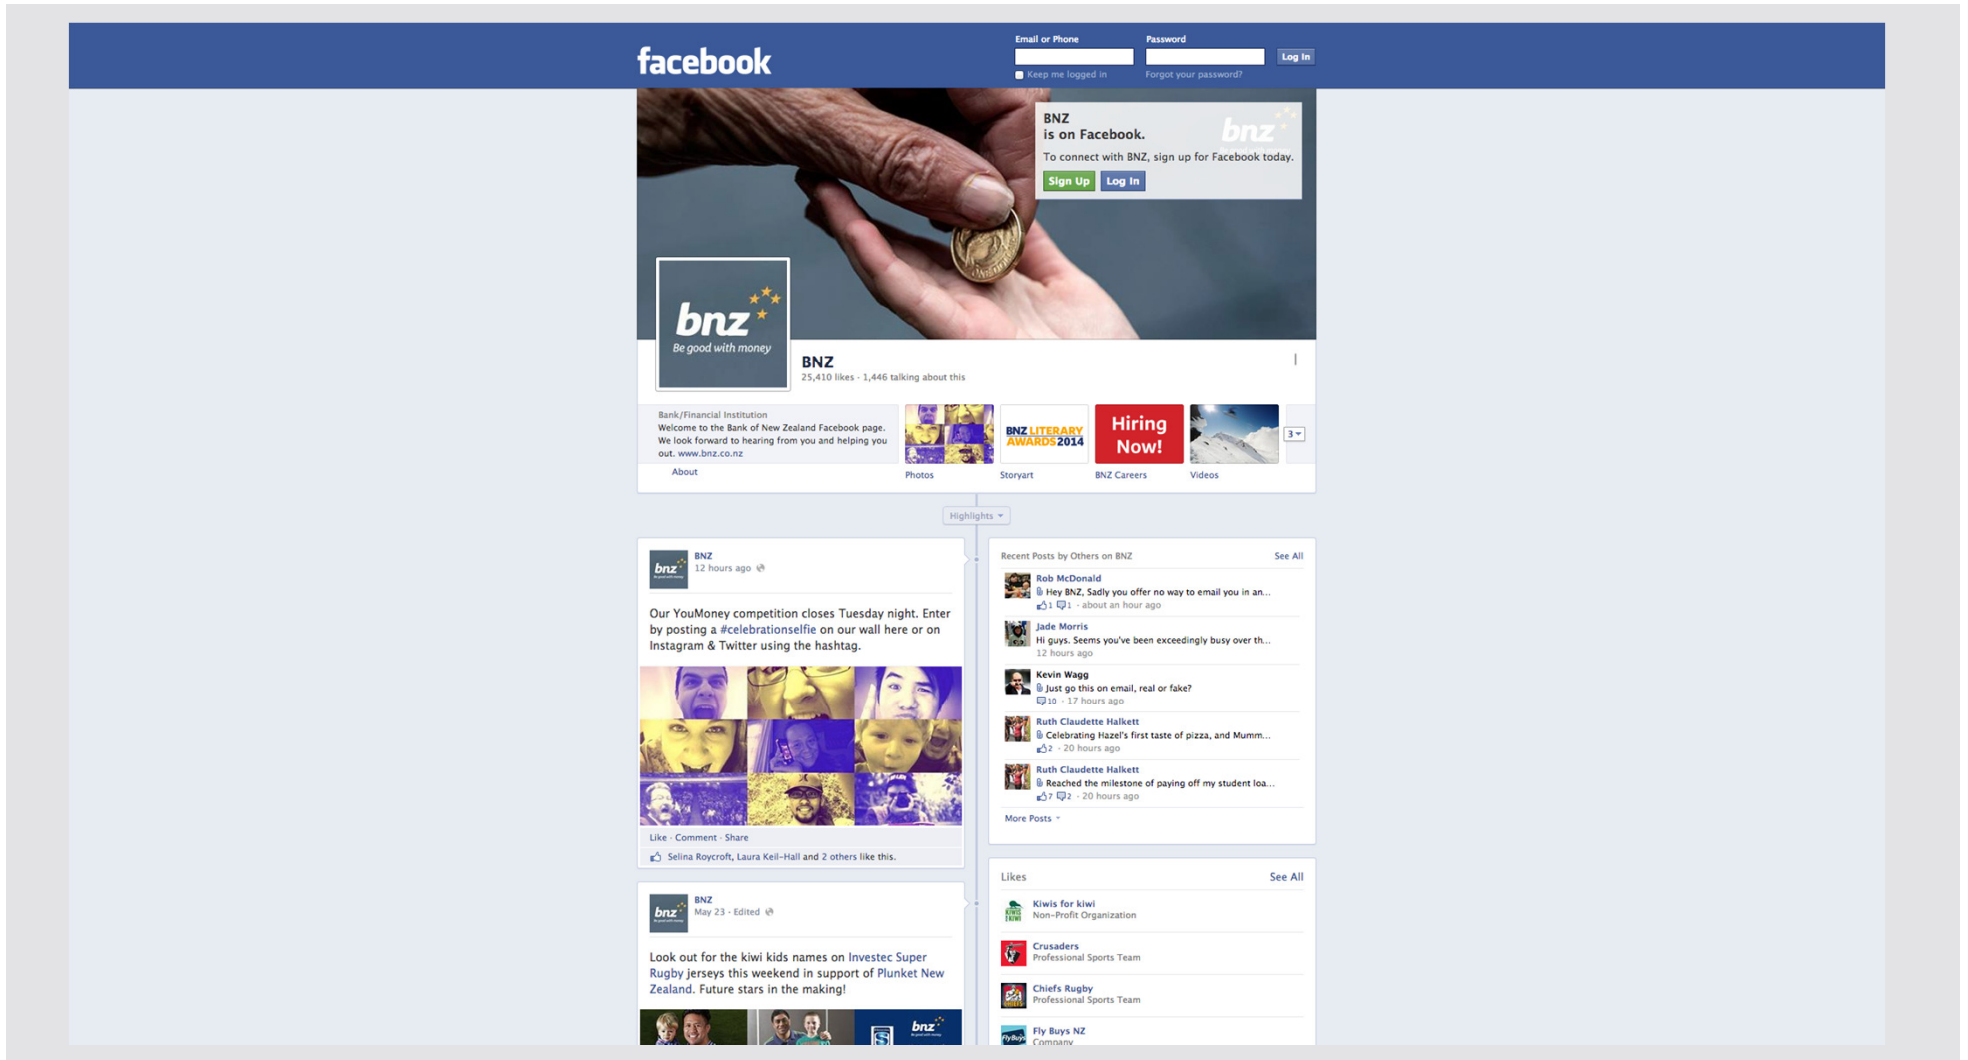 facebook
Email or Phone
Password
Log In
Keep me logged in
Forgot your password?
BNZ
is on Facebook.
bnz
To connect with BNZ, sign up for Facebook today.
Sign Up
Log In
bnz
Be good with money
BNZ
25,410 likes · 1,446 talking about this
Bank/Financial Institution
Welcome to the Bank of New Zealand Facebook page.
We look forward to hearing from you and helping you
out. www.bnz.co.nz
About
Photos
BNZ LITERARY
AWARDS 2014
Storyart
Hiring
Now!
BNZ Careers
Videos
3
Highlights
bnz
BNZ
12 hours ago
Our YouMoney competition closes Tuesday night. Enter
by posting a #celebrationselfie on our wall here or on
Instagram & Twitter using the hashtag.
Like · Comment · Share
Selina Roycroft, Laura Keil-Hall and 2 others like this.
bnz
BNZ
May 23 · Edited
Look out for the kiwi kids names on Investec Super
Rugby jerseys this weekend in support of Plunket New
Zealand. Future stars in the making!
bnz
Recent Posts by Others on BNZ
See All
Rob McDonald
Hey BNZ, Sadly you offer no way to email you in an...
1 1 · about an hour ago
Jade Morris
Hi guys. Seems you've been exceedingly busy over th...
12 hours ago
Kevin Wagg
Just go this on email, real or fake?
10 · 17 hours ago
Ruth Claudette Halkett
Celebrating Hazel's first taste of pizza, and Mumm...
2 · 20 hours ago
Ruth Claudette Halkett
Reached the milestone of paying off my student loa...
7 2 · 20 hours ago
More Posts
Likes
See All
Kiwis for kiwi
Non-Profit Organization
Crusaders
Professional Sports Team
Chiefs Rugby
Professional Sports Team
FlyBuys
Fly Buys NZ
Company